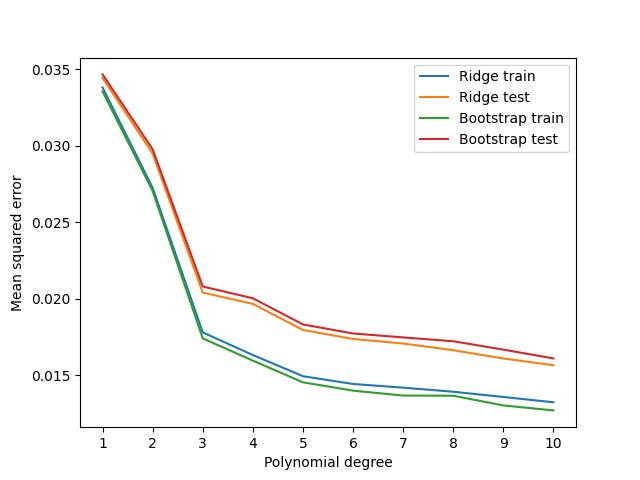 Ridge train
Ridge test
Bootstrap train
Bootstrap test
0.035
0.030
0.025
0.020
0.015
Mean squared error
1 2 3 4 5 6 7 8 9 10
Polynomial degree